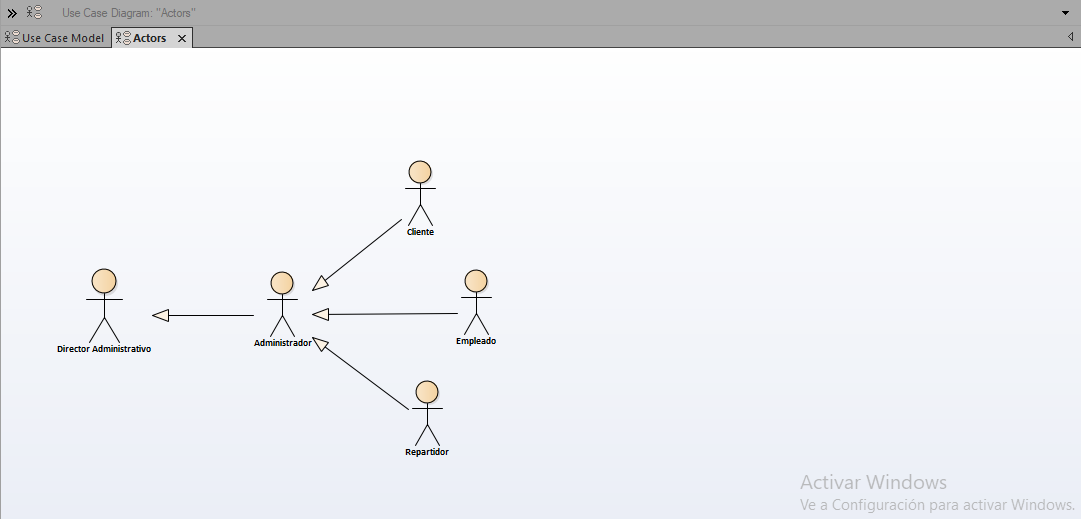 Use Case Diagram: "Actors"
Use Case Model
Actors
Cliente
Director Administrativo
Administrador
Empleado
Repartidor
Activar Windows
Ve a Configuración para activar Windows.